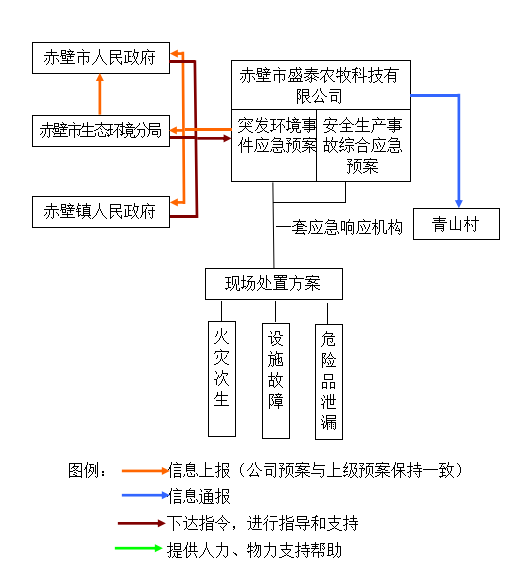 赤壁市人民政府
赤壁市盛泰农牧科技有
限公司
赤壁市生态环境分局
突发环境事
件应急预案
安全生产事
故综合应急
预案
赤壁镇人民政府
青山村
一套应急响应机构
现场处置方案
火灾次生
设施故障
危险品泄漏
图例：
信息上报（公司预案与上级预案保持一致）
信息通报
下达指令，进行指导和支持
提供人力、物力支持帮助